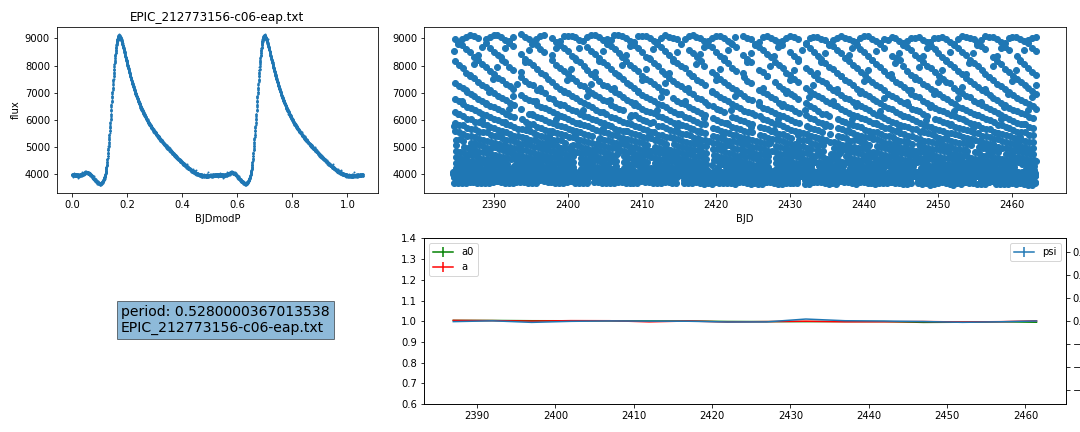 EPIC_212773156-c06-eap.txt
9000
8000
7000
6000
5000
4000
flux
0.0 0.2 0.4 0.6 0.8 1.0
BJDmodP
9000
8000
7000
6000
5000
4000
2390 2400 2410 2420 2430 2440 2450 2460
BJD
period: 0.5280000367013538
EPIC_212773156-c06-eap.txt
1.4
1.3
1.2
1.1
1.0
0.9
0.8
0.7
0.6
a0
a
psi
2390 2400 2410 2420 2430 2440 2450 2460